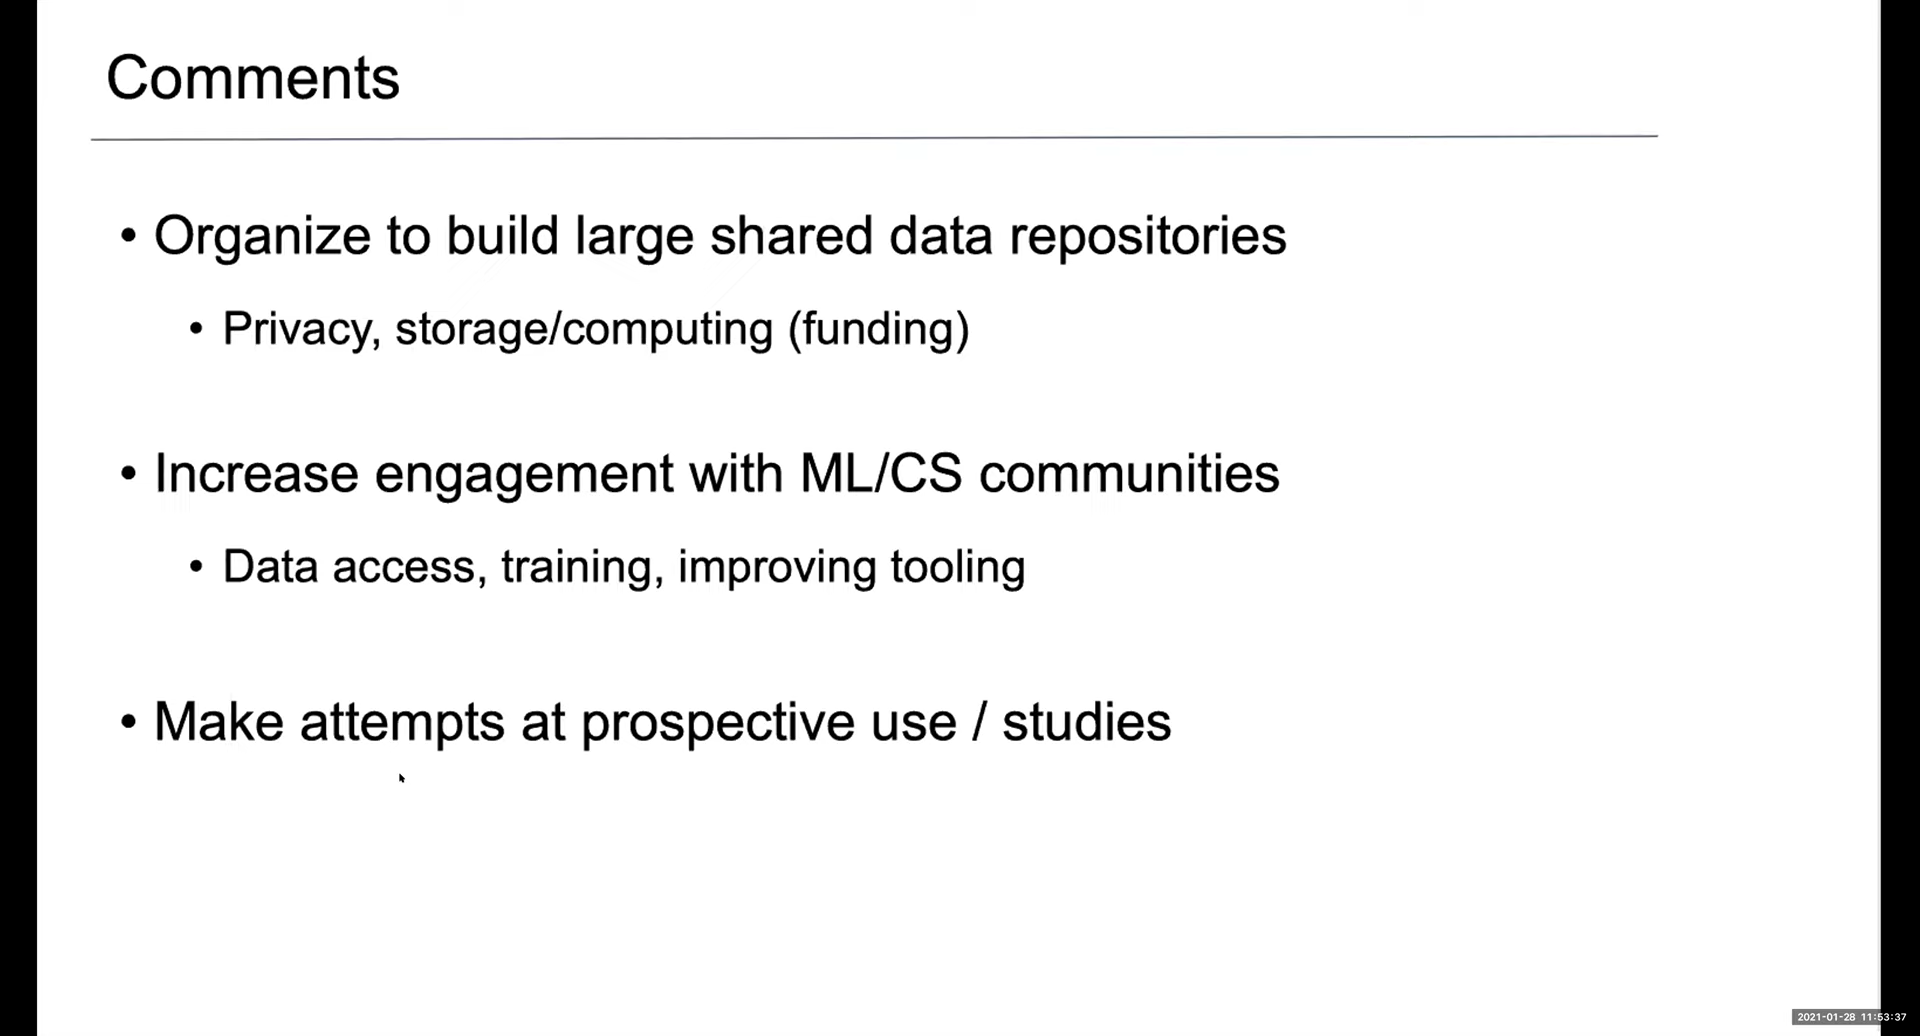 Comments
• Organize to build large shared data repositories
• Privacy, storage/computing (funding)
• Increase engagement with ML/CS communities
• Data access, training, improving tooling
• Make attempts at prospective use / studies
2021-01-28 11:53:37